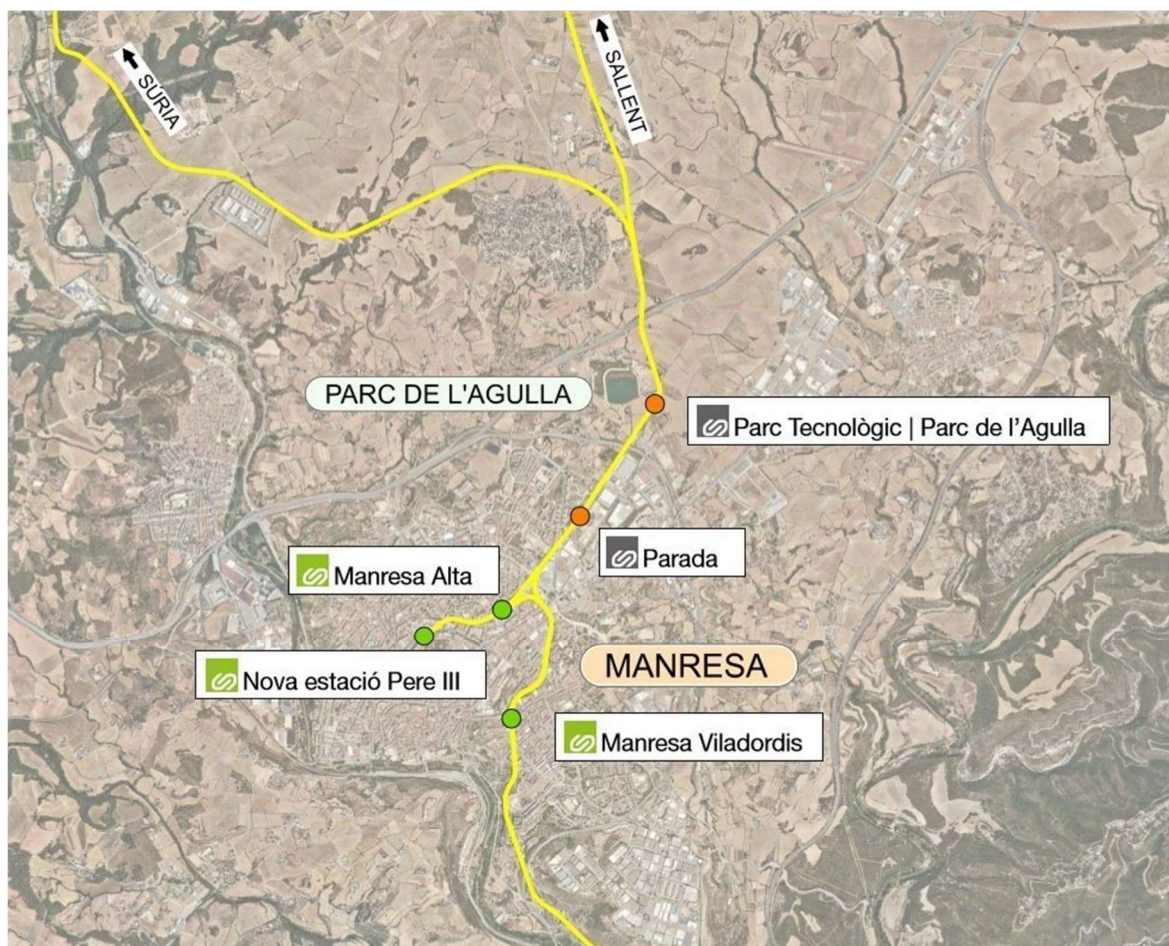 SÚRIA
SALLENT
PARC DE L'AGULLA
Parc Tecnològic | Parc de l'Agulla
Parada
Manresa Alta
MANRESA
Nova estació Pere III
Manresa Viladordis